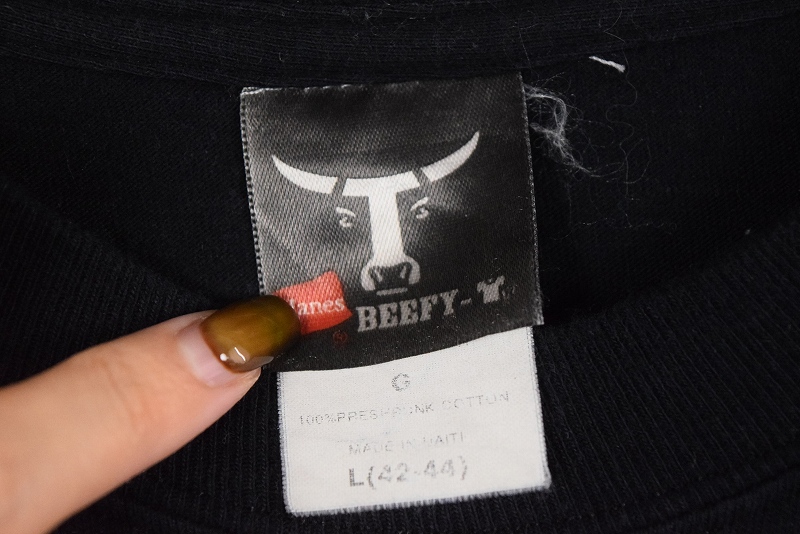 Hanes
BEEFY-
G
100% PRESHRUNK COTTON
MADE IN HAITI
L(42-44)